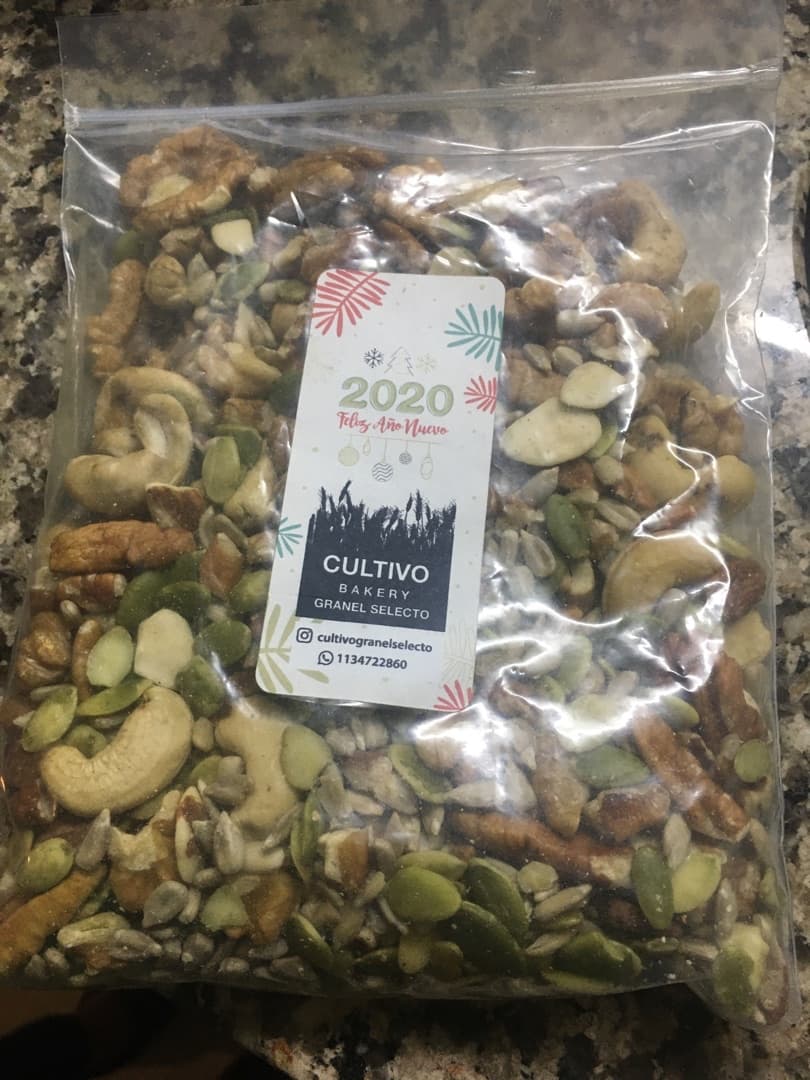 2020
Feliz Año Nuevo
CULTIVO
BAKERY
GRANEL SELECTO
cultivogranelselecto
1134722860